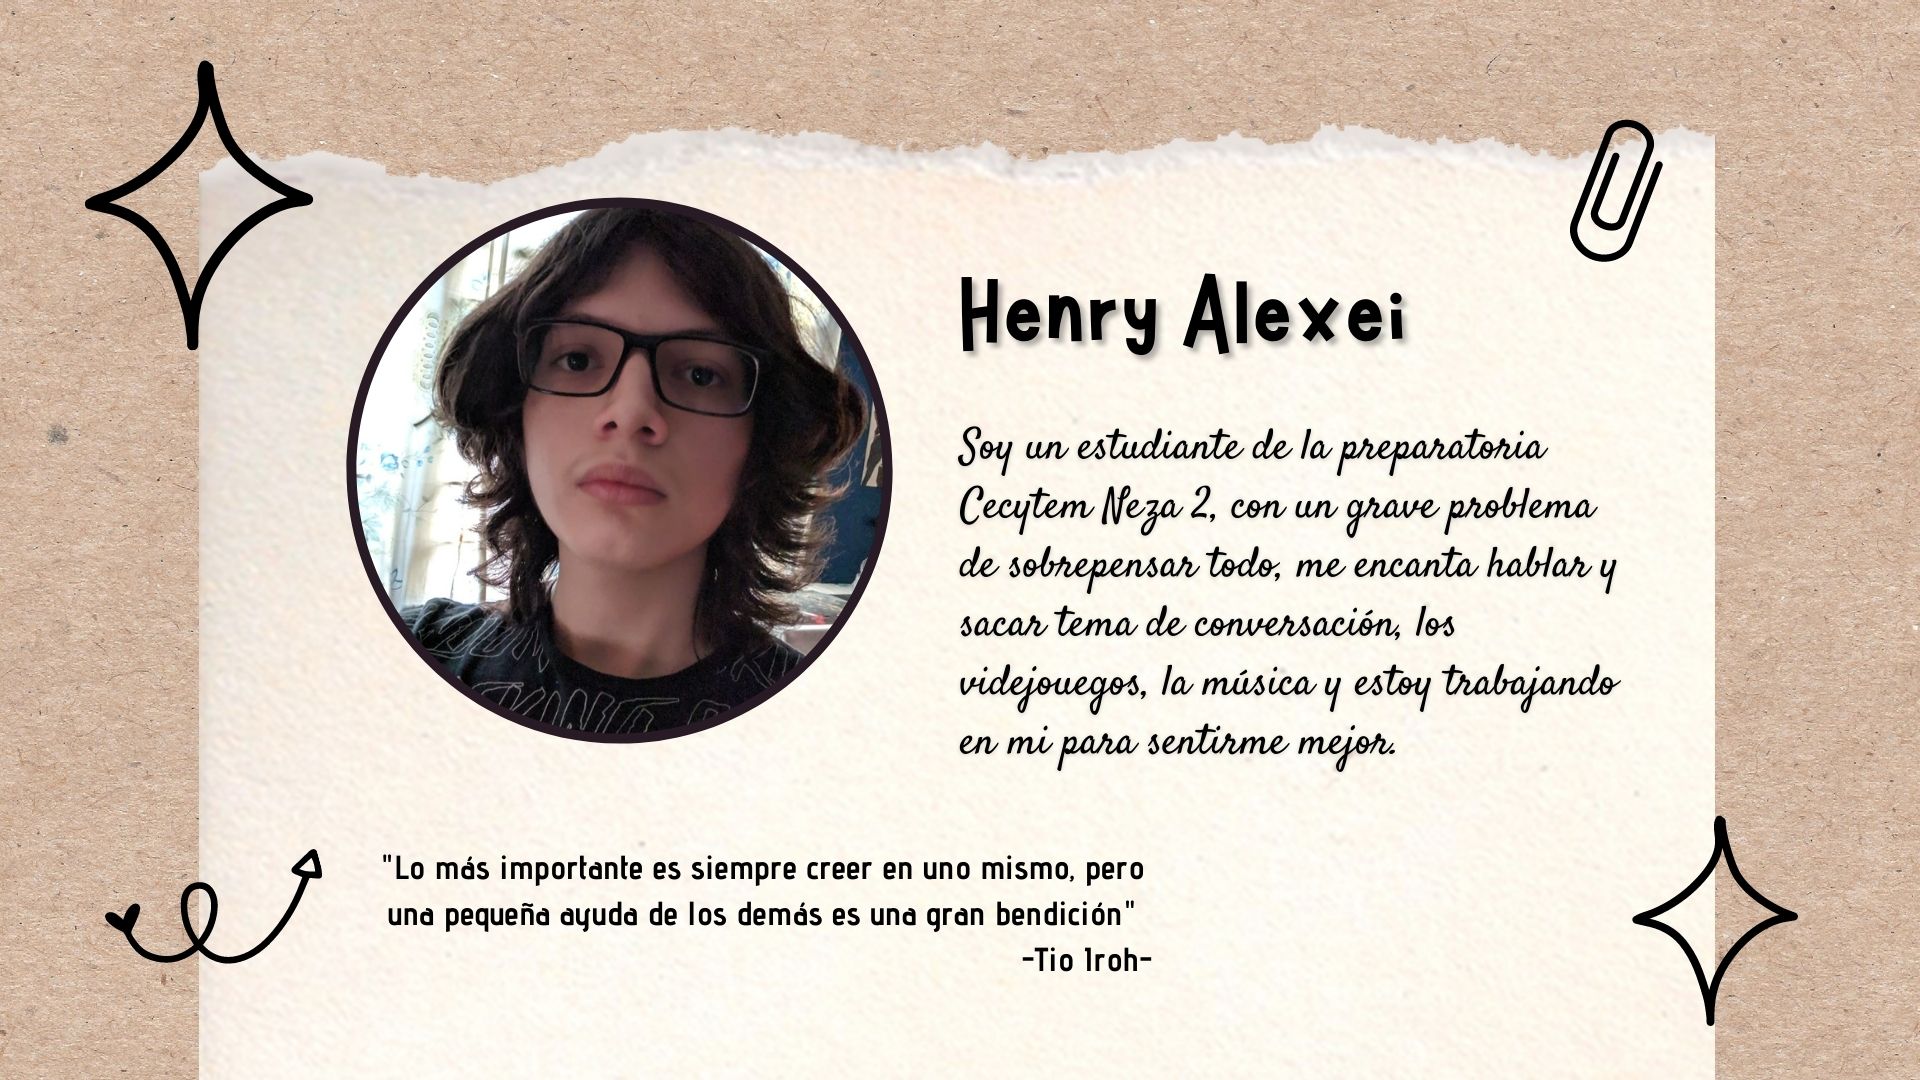 Henry Alexei
Soy un estudiante de la preparatoria
Cecytem Neza 2, con un grave problema
de sobrepensar todo, me encanta hablar y
sacar tema de conversación, los
videjouegos, la música y estoy trabajando
en mi para sentirme mejor.
"Lo más importante es siempre creer en uno mismo, pero
una pequeña ayuda de los demás es una gran bendición"
-Tio Iroh-